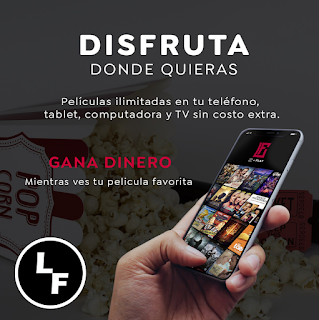 DISFRUTA
DONDE QUIERAS
Películas ilimitadas en tu teléfono,
tablet, computadora y TV sin costo extra.
GANA DINERO
Mientras ves tu pelicula favorita
POP
CORN
LF